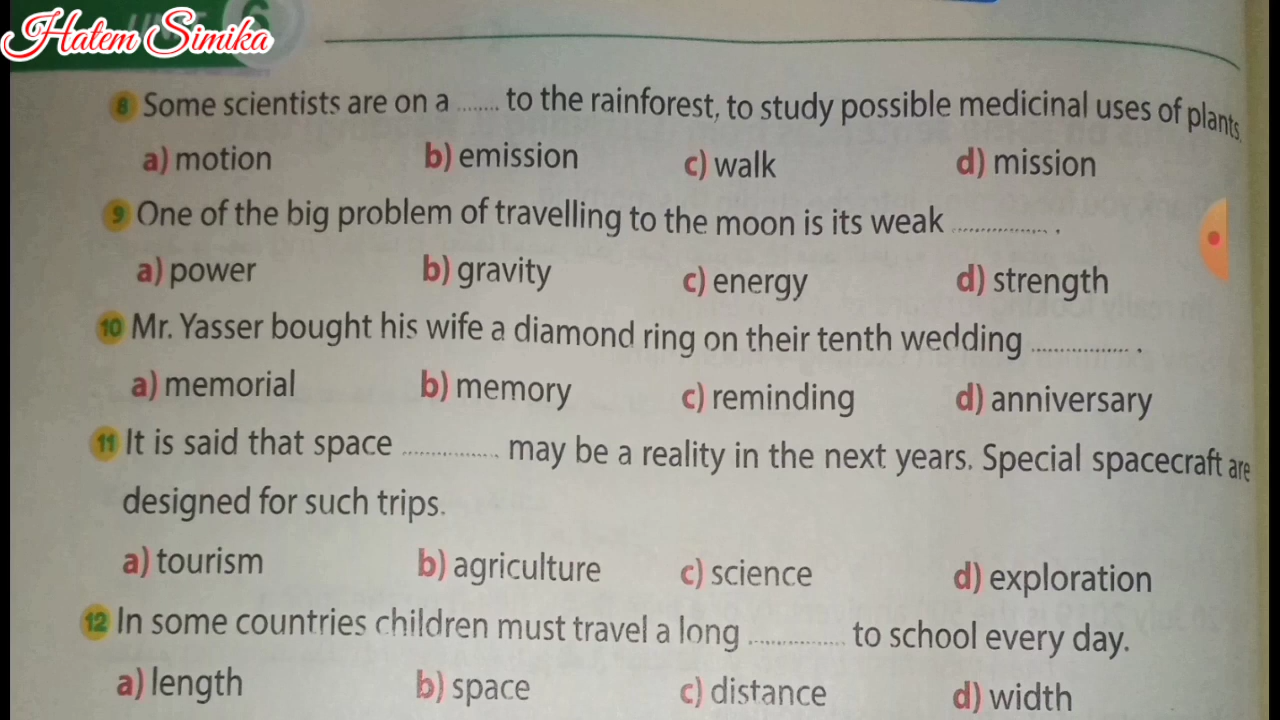 UNIT 6
Hatem Simika
8 Some scientists are on a ........ to the rainforest, to study possible medicinal uses of plants.
a) motion b) emission c) walk d) mission
9 One of the big problem of travelling to the moon is its weak ................ .
a) power b) gravity c) energy d) strength
10 Mr. Yasser bought his wife a diamond ring on their tenth wedding ................ .
a) memorial b) memory c) reminding d) anniversary
11 It is said that space ................ may be a reality in the next years. Special spacecraft are
designed for such trips.
a) tourism b) agriculture c) science d) exploration
12 In some countries children must travel a long ................ to school every day.
a) length b) space c) distance d) width